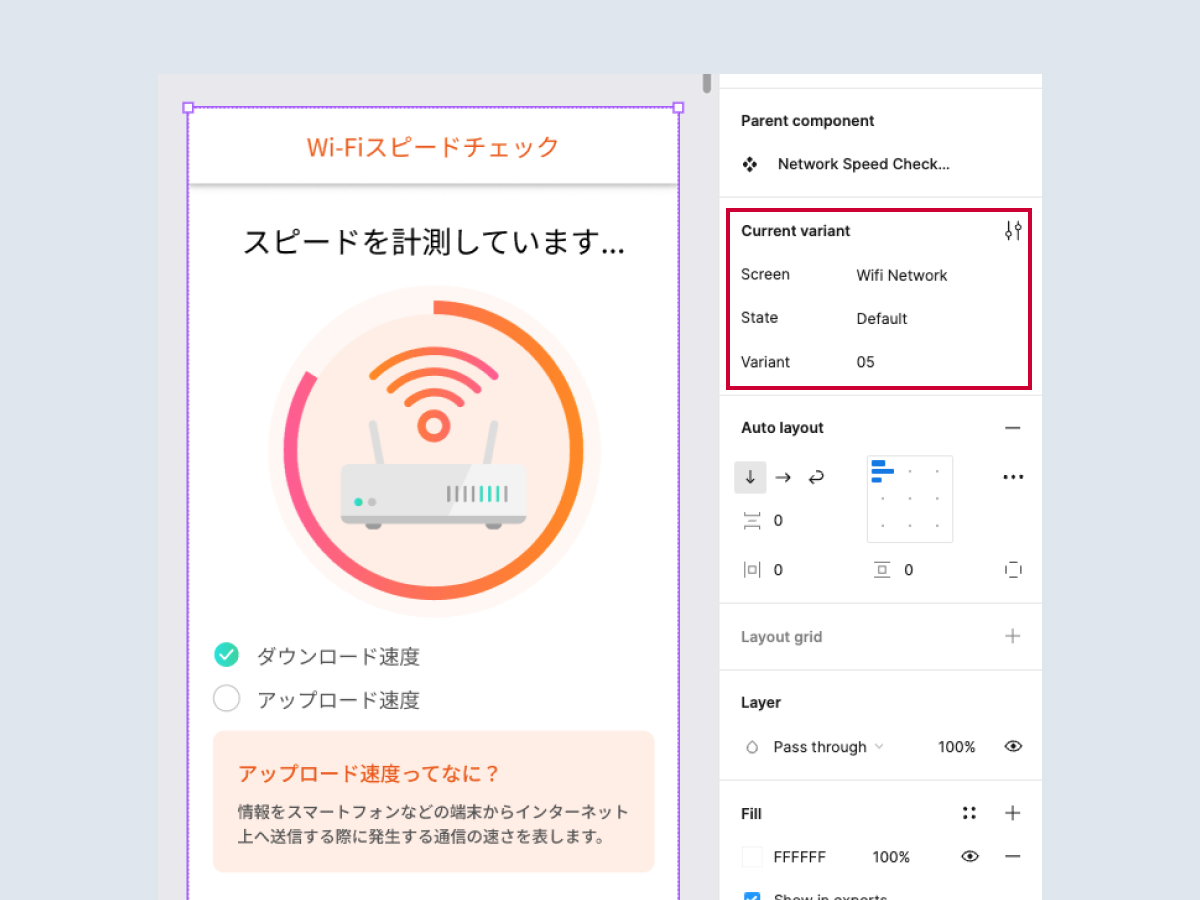 Wi-Fiスピードチェック
スピードを計測しています...
ダウンロード速度
アップロード速度
アップロード速度ってなに？
情報をスマートフォンなどの端末からインターネット
上へ送信する際に発生する通信の速さを表します。
Parent component
Network Speed Check...
Current variant
Screen Wifi Network
State Default
Variant 05
Auto layout
0
0 0
Layout grid
Layer
Pass through 100%
Fill
FFFFFF 100%
Show in exports